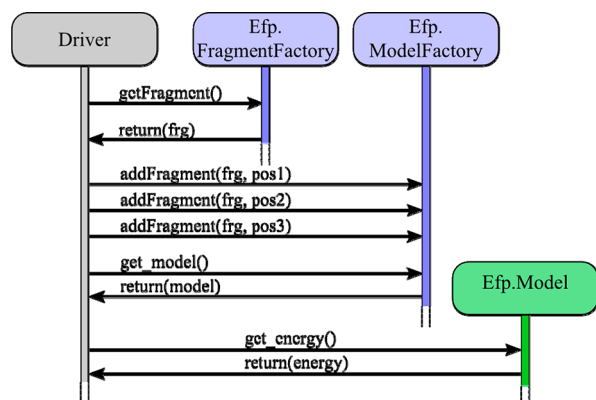 Driver
Efp.
FragmentFactory
Efp.
ModelFactory
getFragment()
return(frg)
addFragment(frg, pos1)
addFragment(frg, pos2)
addFragment(frg, pos3)
get_model()
return(model)
Efp.Model
get_energy()
return(energy)